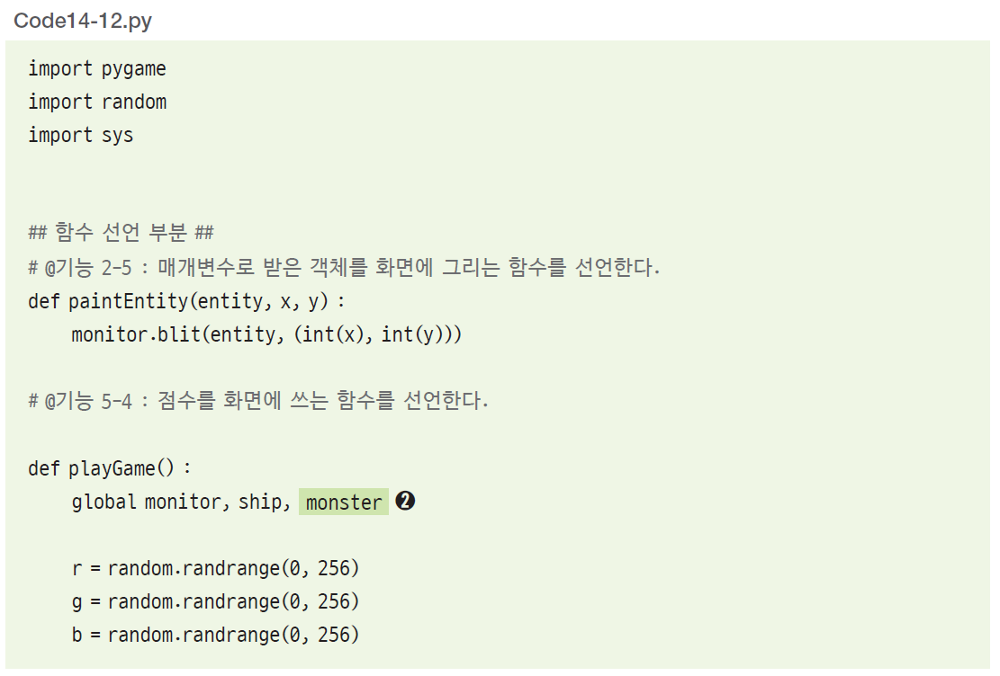 Code14-12.py
import pygame
import random
import sys
## 함수 선언 부분 ##
# @기능 2-5 : 매개변수로 받은 객체를 화면에 그리는 함수를 선언한다.
def paintEntity(entity, x, y) :
monitor.blit(entity, (int(x), int(y)))
# @기능 5-4 : 점수를 화면에 쓰는 함수를 선언한다.
def playGame() :
global monitor, ship, monster ❷
r = random.randrange(0, 256)
g = random.randrange(0, 256)
b = random.randrange(0, 256)